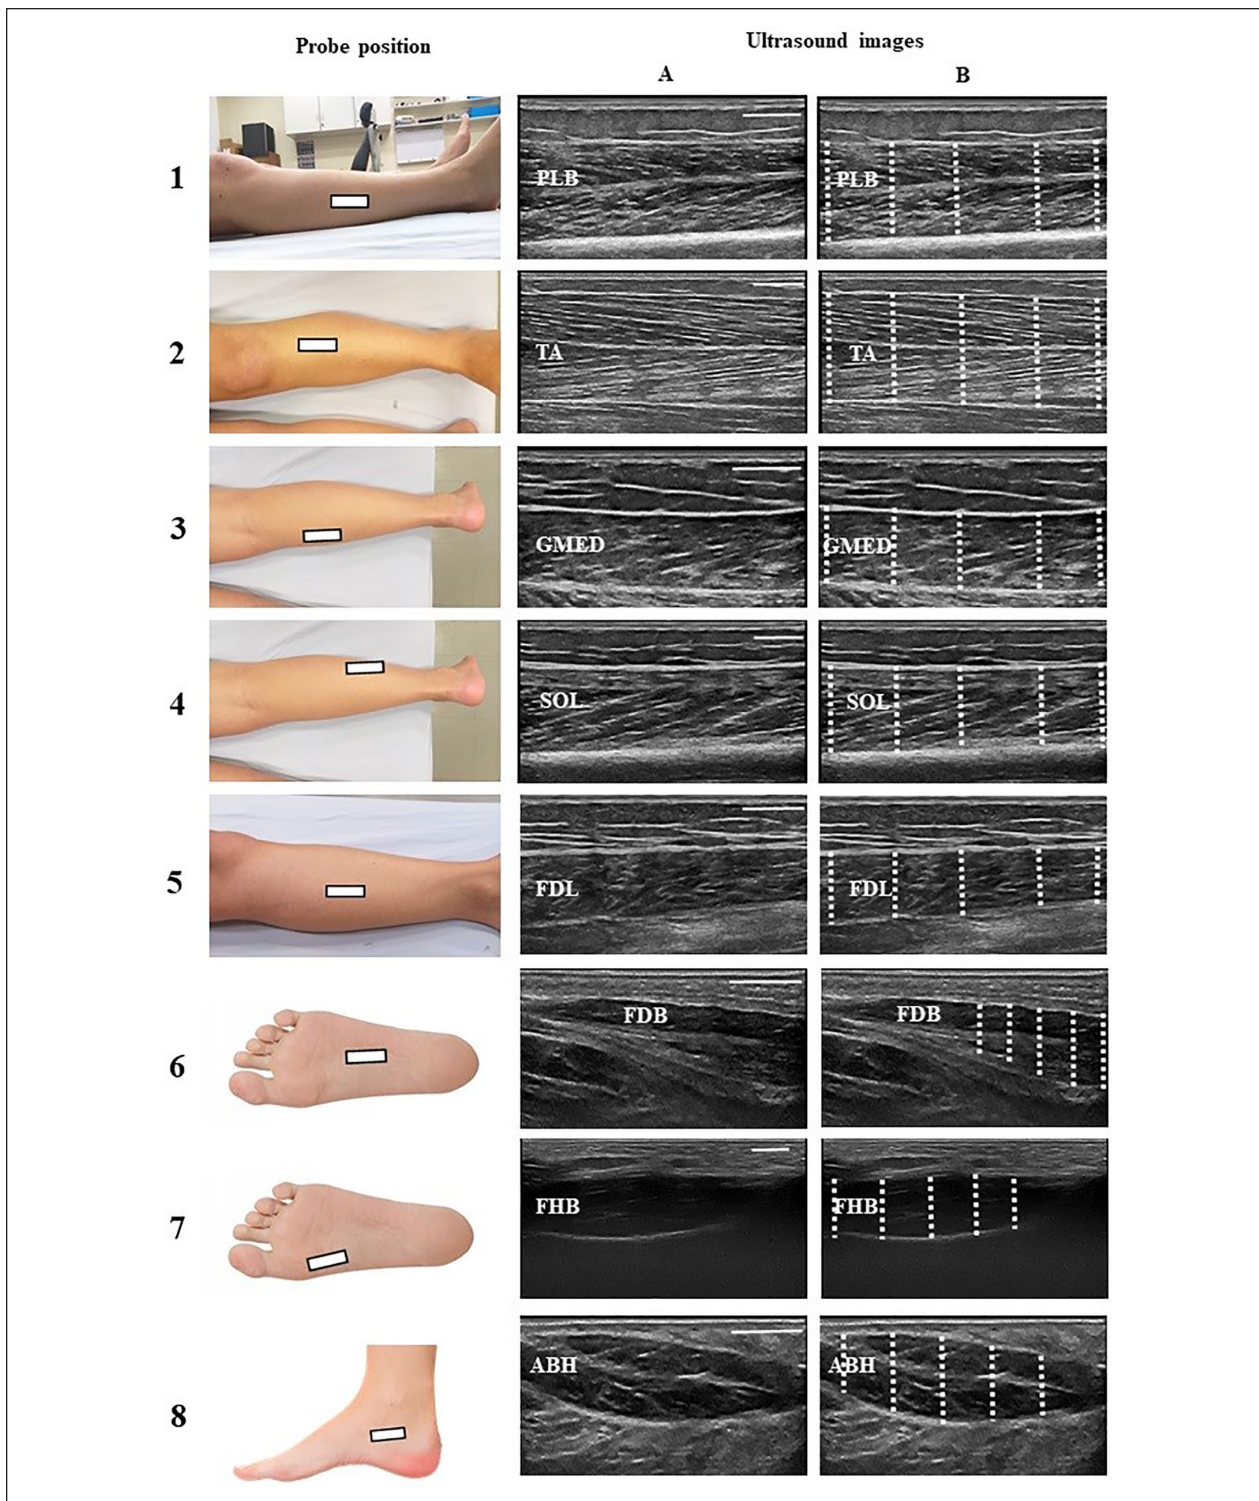 Probe position
Ultrasound images
A B
1 PLB PLB
2 TA TA
3 GMED GMED
4 SOL SOL
5 FDL FDL
6 FDB FDB
7 FHB FHB
8 ABH ABH